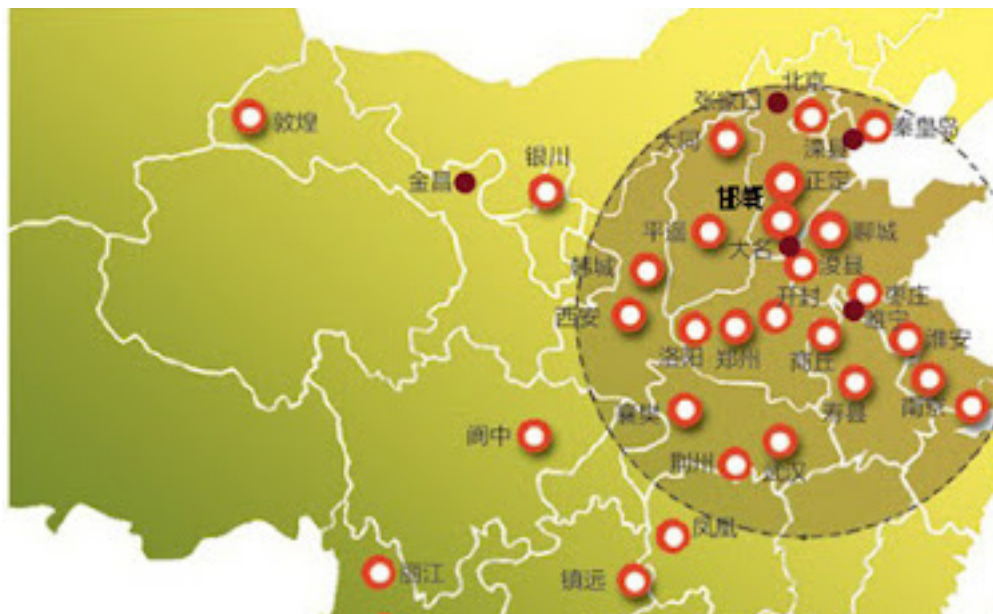 北京
张家口
敦煌
大同
秦皇岛
滦县
银川
金昌
正定
邯郸
平遥
聊城
大名
韩城
浚县
枣庄
开封
西安
睢宁
洛阳
郑州
商丘
淮安
襄樊
寿县
南京
阆中
荆州
武汉
凤凰
丽江
镇远